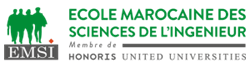 ECOLE MAROCAINE DES
SCIENCES DE L'INGENIEUR
EMSI
Membre de
HONORIS UNITED UNIVERSITIES